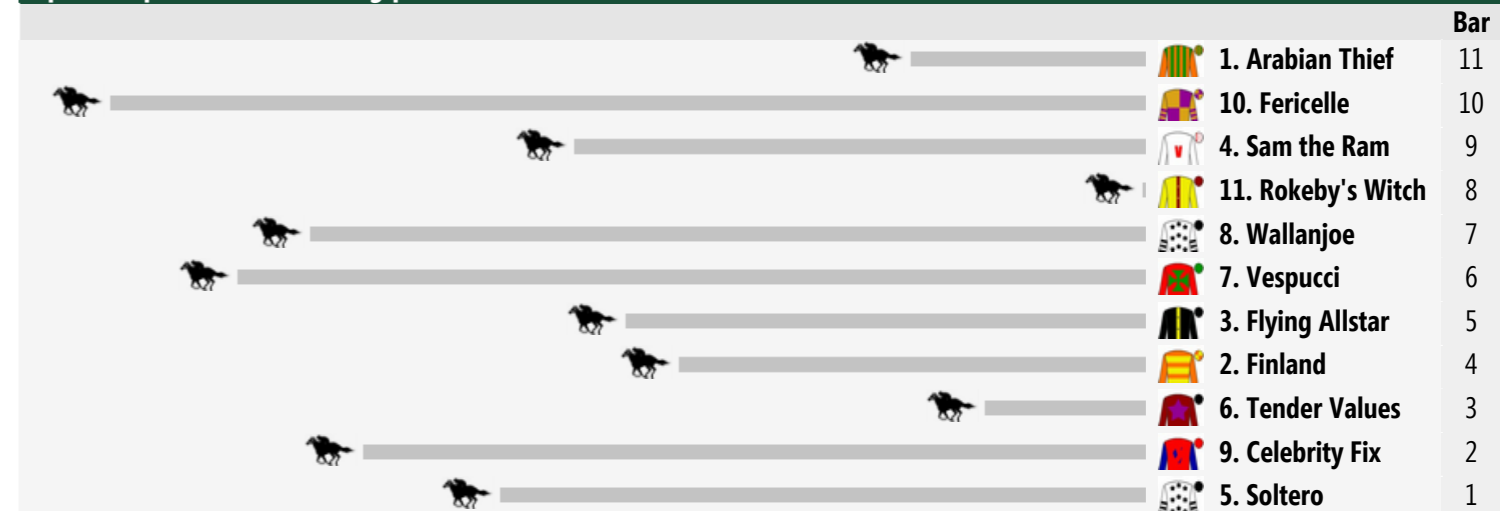 Bar
1. Arabian Thief 11
10. Fericelle 10
4. Sam the Ram 9
11. Rokeby's Witch 8
8. Wallanjoe 7
7. Vespucci 6
3. Flying Allstar 5
2. Finland 4
6. Tender Values 3
9. Celebrity Fix 2
5. Soltero 1